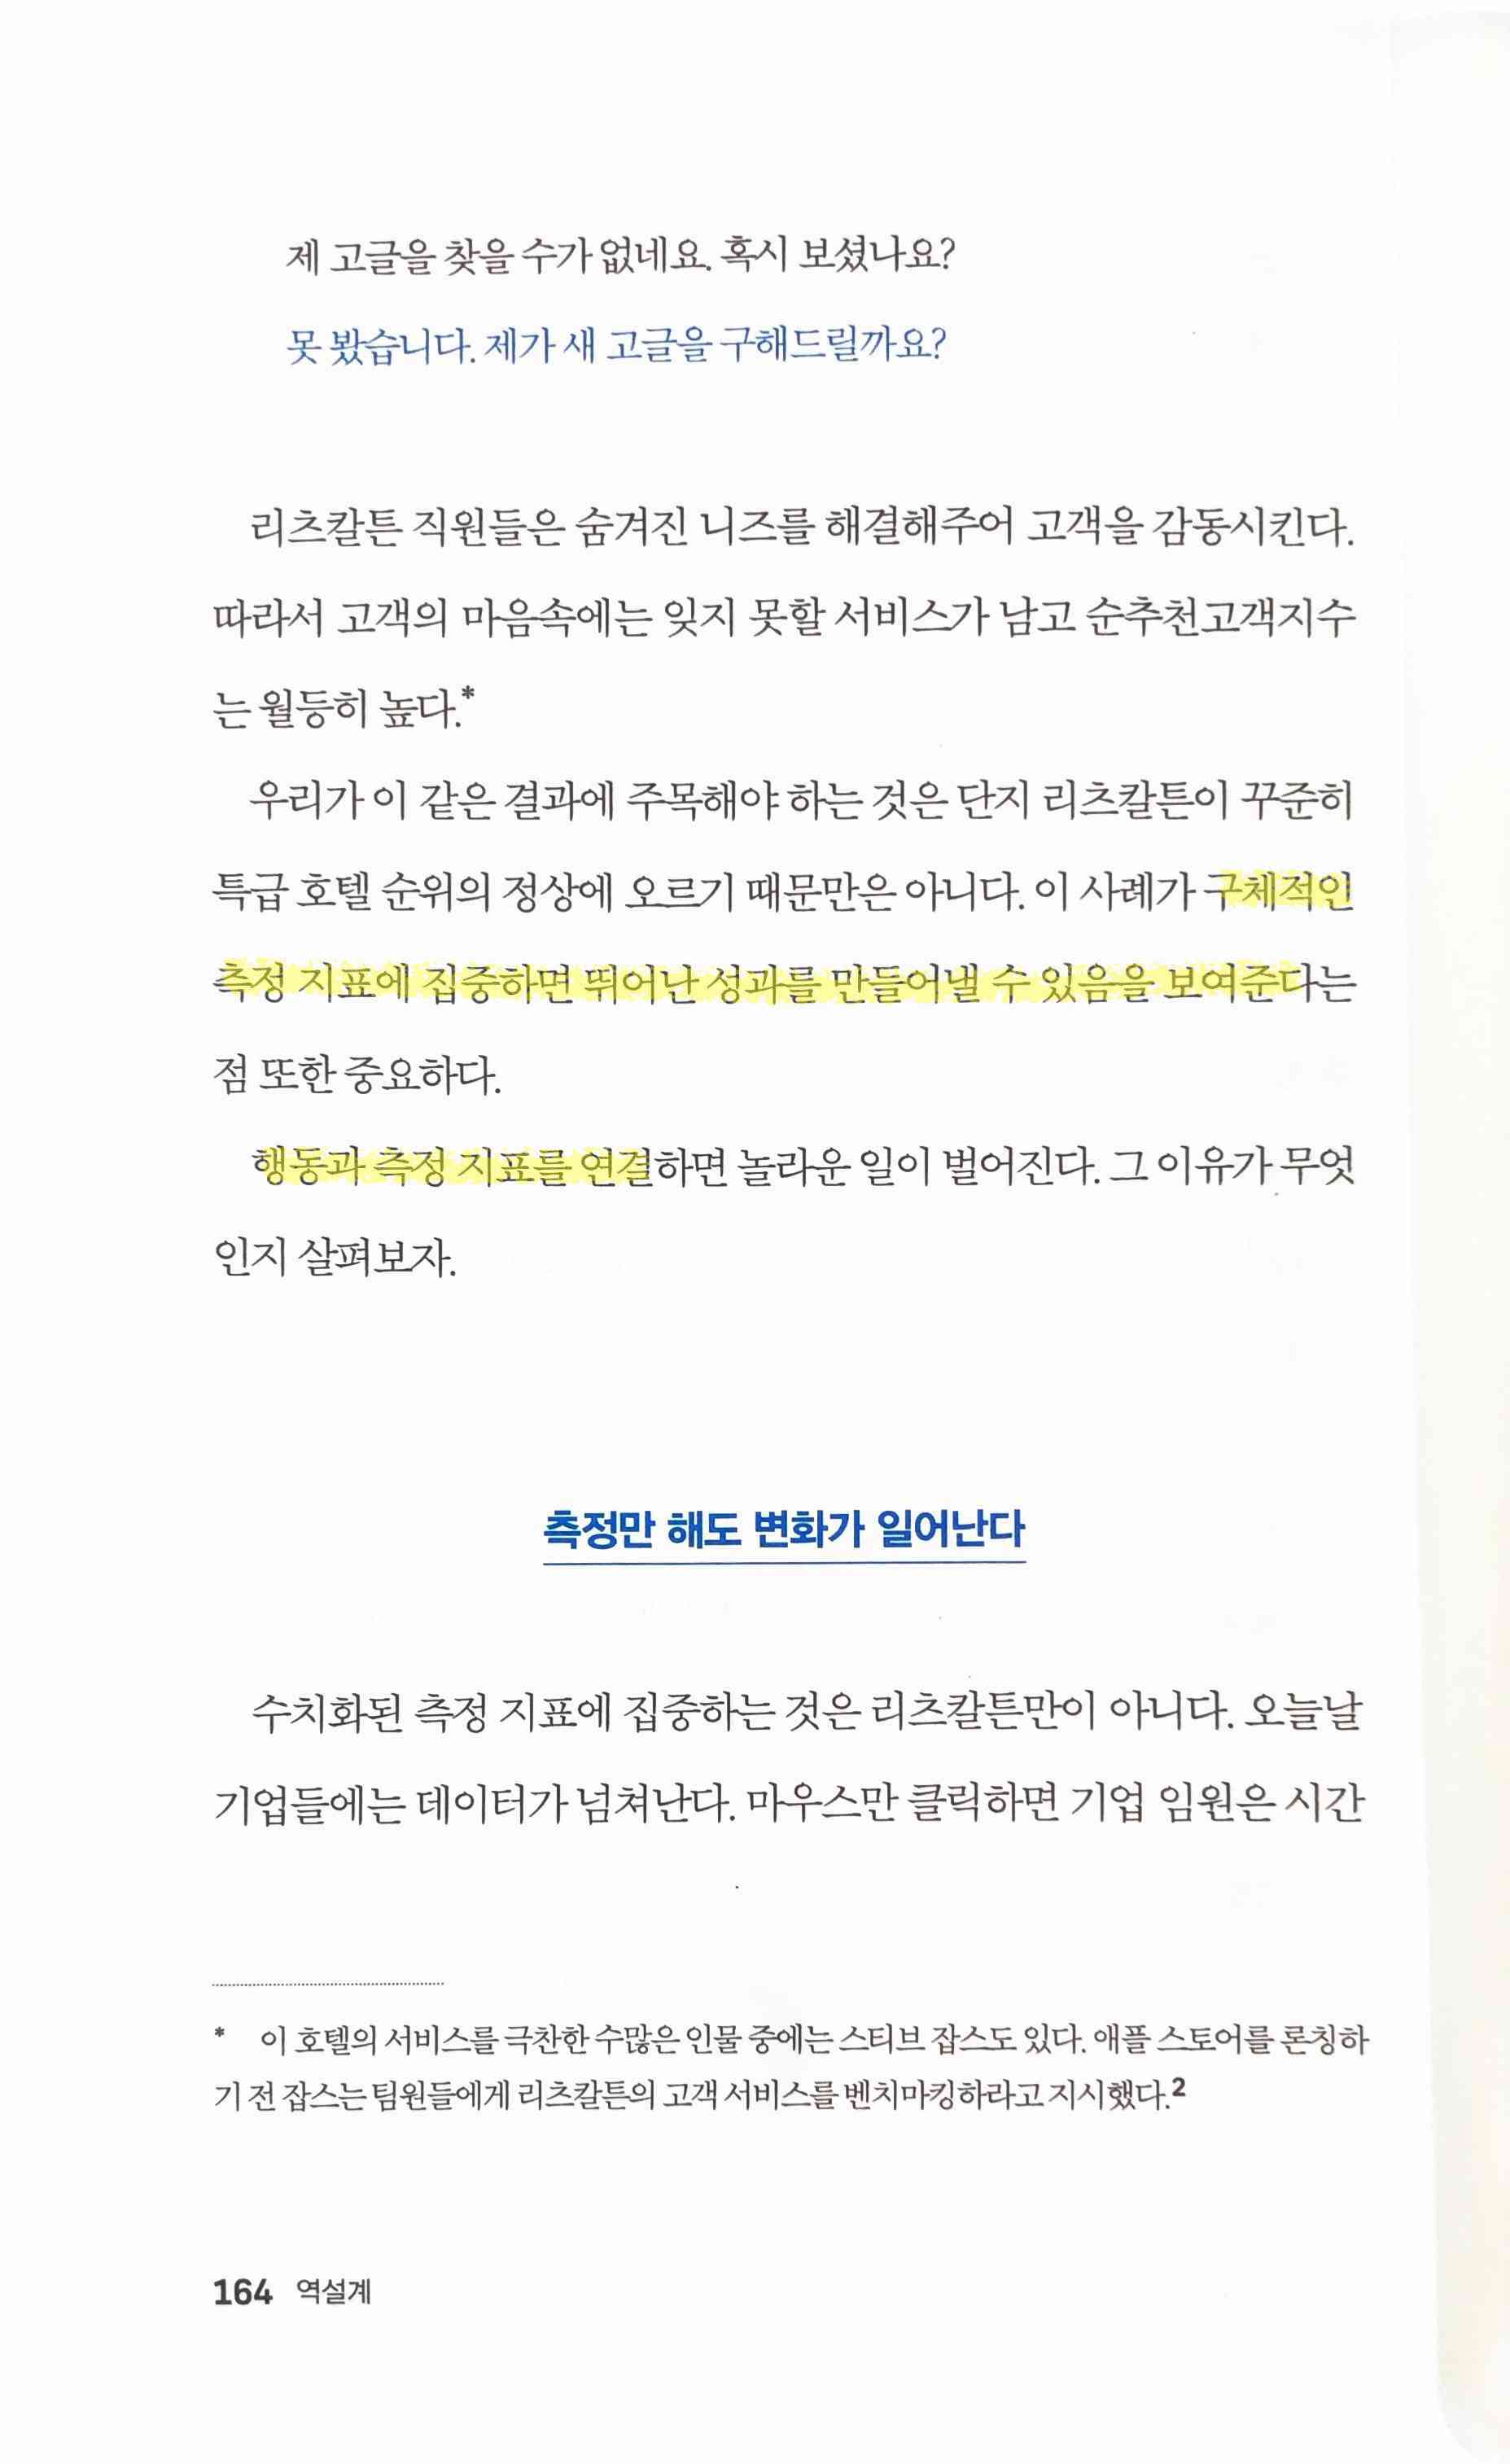 제 고글을 찾을 수가 없네요. 혹시 보셨나요?
못 봤습니다. 제가 새 고글을 구해드릴까요?
리츠칼튼 직원들은 숨겨진 니즈를 해결해주어 고객을 감동시킨다.
따라서 고객의 마음속에는 잊지 못할 서비스가 남고 순추천고객지수
는 월등히 높다.*
우리가 이 같은 결과에 주목해야 하는 것은 단지 리츠칼튼이 꾸준히
특급 호텔 순위의 정상에 오르기 때문만은 아니다. 이 사례가 구체적인
측정 지표에 집중하면 뛰어난 성과를 만들어낼 수 있음을 보여준다는
점 또한 중요하다.
행동과 측정 지표를 연결하면 놀라운 일이 벌어진다. 그 이유가 무엇
인지 살펴보자.
측정만 해도 변화가 일어난다
수치화된 측정 지표에 집중하는 것은 리츠칼튼만이 아니다. 오늘날
기업들에는 데이터가 넘쳐난다. 마우스만 클릭하면 기업 임원은 시간
* 이 호텔의 서비스를 극찬한 수많은 인물 중에는 스티브 잡스도 있다. 애플 스토어를 론칭하
기 전 잡스는 팀원들에게 리츠칼튼의 고객 서비스를 벤치마킹하라고 지시했다.2
164 역설계